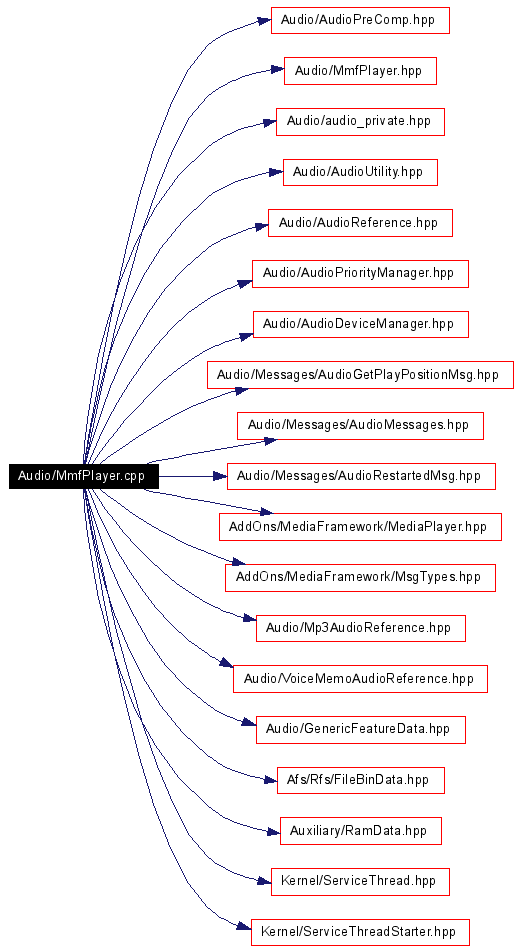 Audio/AudioPreComp.hpp
Audio/MmfPlayer.hpp
Audio/audio_private.hpp
Audio/AudioUtility.hpp
Audio/AudioReference.hpp
Audio/AudioPriorityManager.hpp
Audio/AudioDeviceManager.hpp
Audio/Messages/AudioGetPlayPositionMsg.hpp
Audio/Messages/AudioMessages.hpp
Audio/MmfPlayer.cpp
Audio/Messages/AudioRestartedMsg.hpp
AddOns/MediaFramework/MediaPlayer.hpp
AddOns/MediaFramework/MsgTypes.hpp
Audio/Mp3AudioReference.hpp
Audio/VoiceMemoAudioReference.hpp
Audio/GenericFeatureData.hpp
Afs/Rfs/FileBinData.hpp
Auxiliary/RamData.hpp
Kernel/ServiceThread.hpp
Kernel/ServiceThreadStarter.hpp